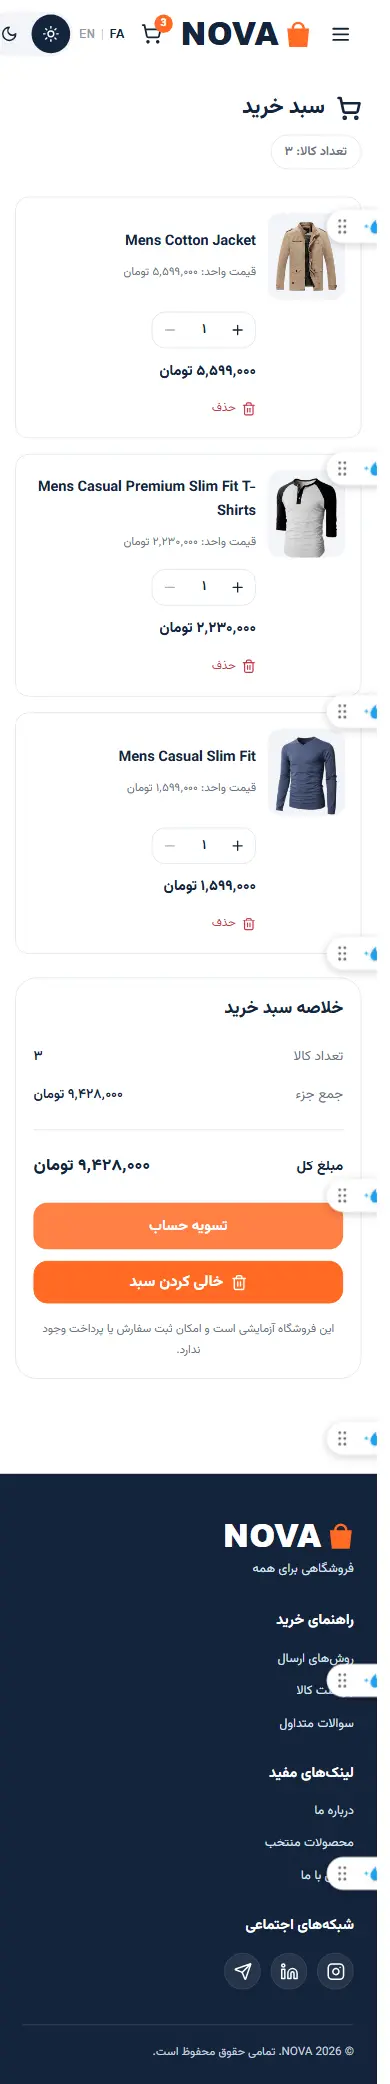 NOVA
3
EN | FA
سبد خرید
تعداد کالا: ۳
Mens Cotton Jacket
قیمت واحد: ۵,۵۹۹,۰۰۰ تومان
+ ۱ −
۵,۵۹۹,۰۰۰ تومان
حذف
Mens Casual Premium Slim Fit T-
Shirts
قیمت واحد: ۲,۲۳۰,۰۰۰ تومان
+ ۱ −
۲,۲۳۰,۰۰۰ تومان
حذف
Mens Casual Slim Fit
قیمت واحد: ۱,۵۹۹,۰۰۰ تومان
+ ۱ −
۱,۵۹۹,۰۰۰ تومان
حذف
خلاصه سبد خرید
تعداد کالا ۳
جمع جزء ۹,۴۲۸,۰۰۰ تومان
مبلغ کل ۹,۴۲۸,۰۰۰ تومان
تسویه حساب
خالی کردن سبد
این فروشگاه آزمایشی است و امکان ثبت سفارش یا پرداخت وجود
ندارد.
NOVA
فروشگاهی برای همه
راهنمای خرید
روش‌های ارسال
کالا
سوالات متداول
لینک‌های مفید
درباره ما
محصولات منتخب
با ما
شبکه‌های اجتماعی
© 2026 NOVA. تمامی حقوق محفوظ است.